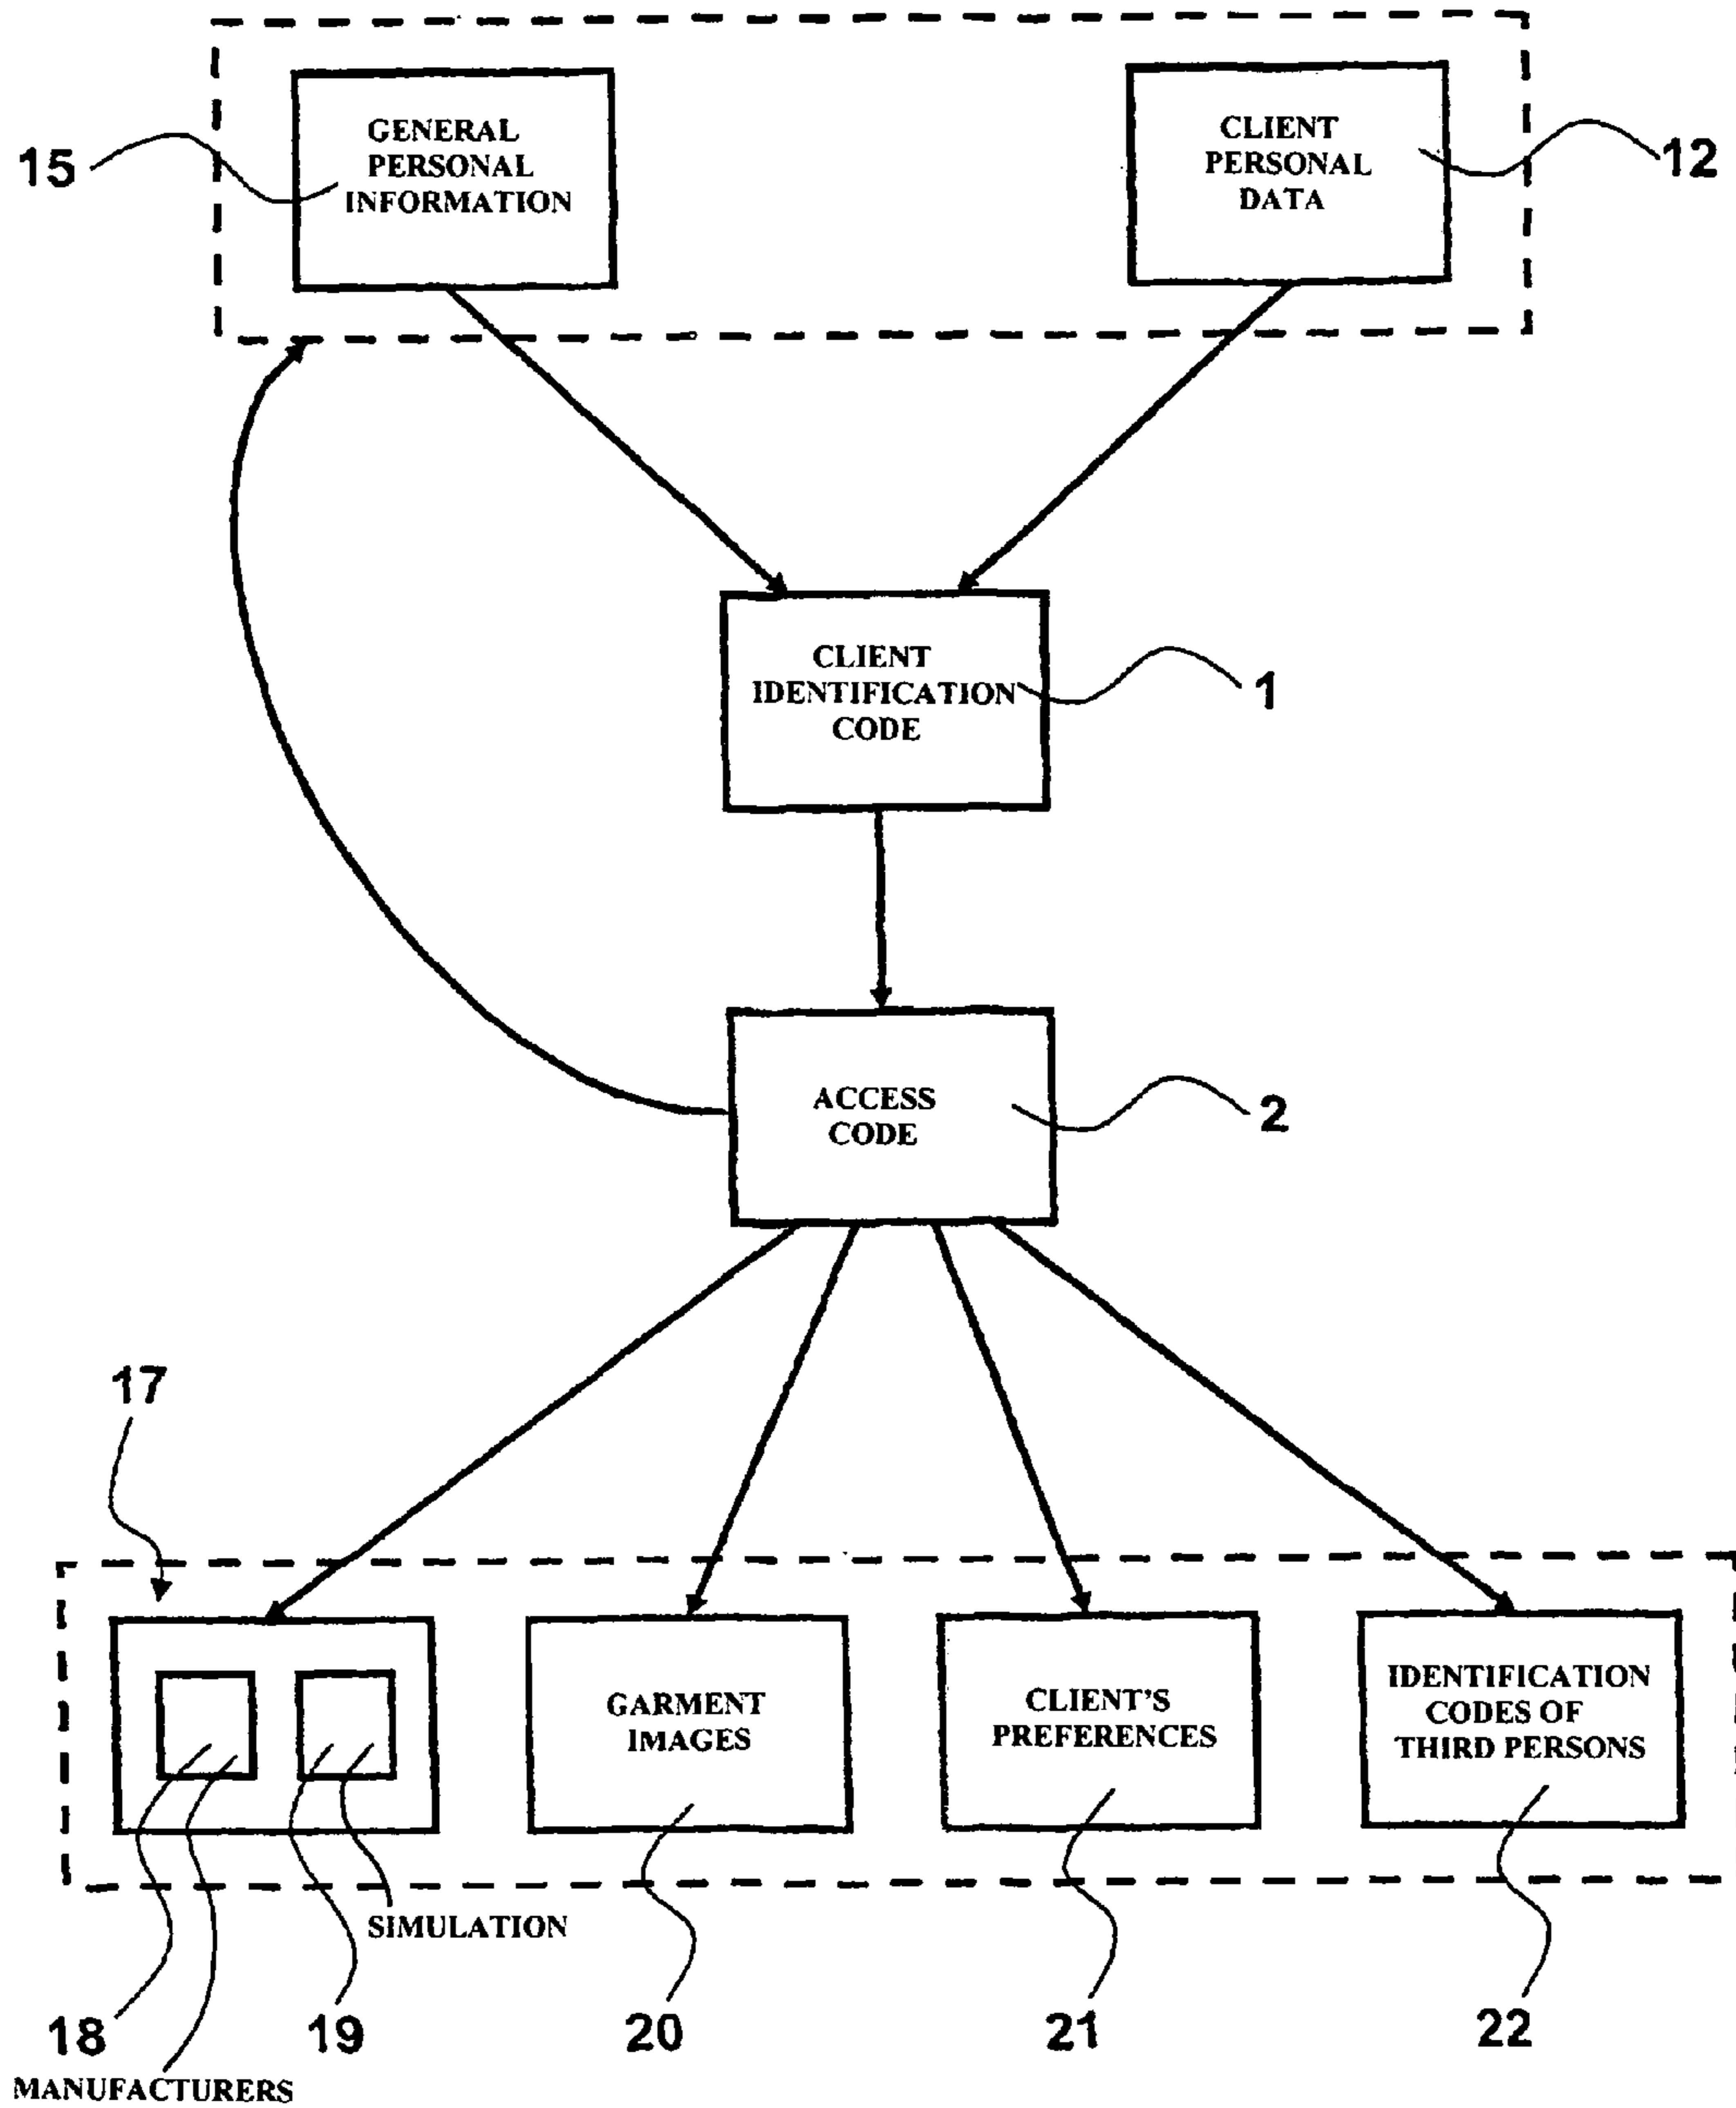 GENERAL
PERSONAL
INFORMATION
15
CLIENT
PERSONAL
DATA
12
CLIENT
IDENTIFICATION
CODE
1
ACCESS
CODE
2
17
GARMENT
IMAGES
CLIENT'S
PREFERENCES
IDENTIFICATION
CODES OF
THIRD PERSONS
SIMULATION
18
19
20
21
22
MANUFACTURERS